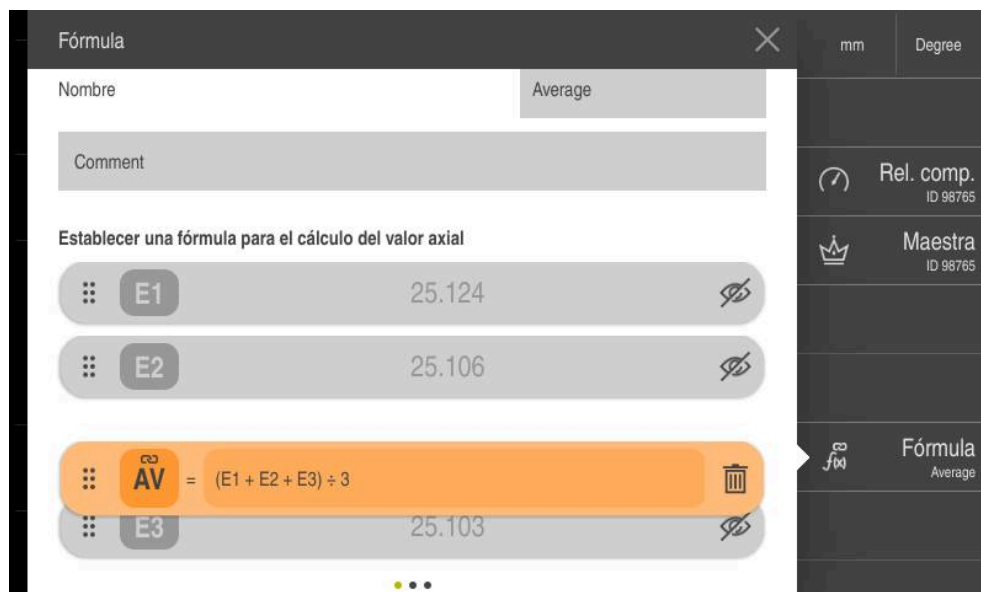 Fórmula
mm
Degree
Nombre
Average
Comment
Rel. comp.
ID 98765
Maestra
ID 98765
Establecer una fórmula para el cálculo del valor axial
E1
25.124
E2
25.106
AV = (E1 + E2 + E3) ÷ 3
Fórmula
Average
f(x)
E3
25.103